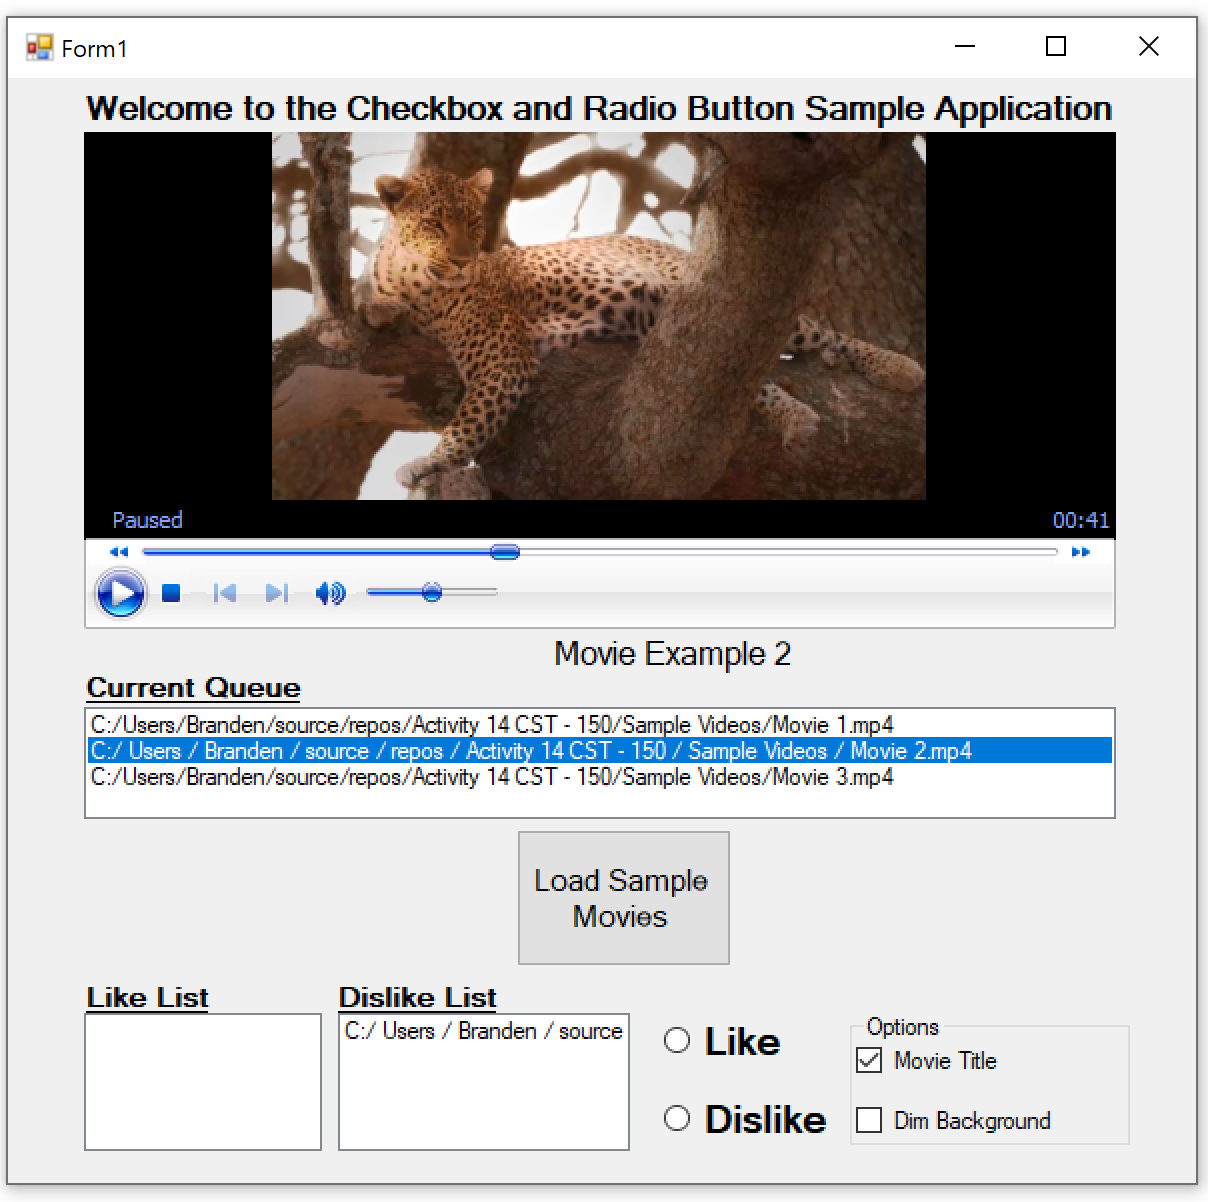 Form1
Welcome to the Checkbox and Radio Button Sample Application
Paused
00:41
Movie Example 2
Current Queue
C:/Users/Branden/source/repos/Activity 14 CST - 150/Sample Videos/Movie 1.mp4
C:/ Users / Branden / source / repos / Activity 14 CST - 150 / Sample Videos / Movie 2.mp4
C:/Users/Branden/source/repos/Activity 14 CST - 150/Sample Videos/Movie 3.mp4
Load Sample
Movies
Like List
Dislike List
C:/ Users / Branden / source
Like
Dislike
Options
Movie Title
Dim Background